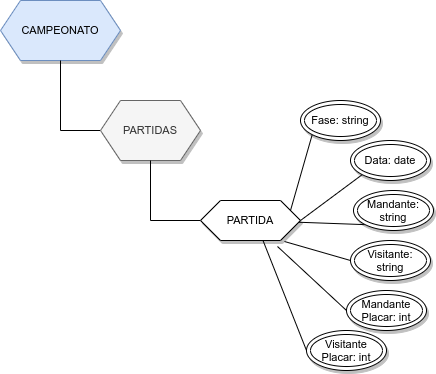 CAMPEONATO
PARTIDAS
Fase: string
Data: date
Mandante:
string
PARTIDA
Visitante:
string
Mandante
Placar: int
Visitante
Placar: int